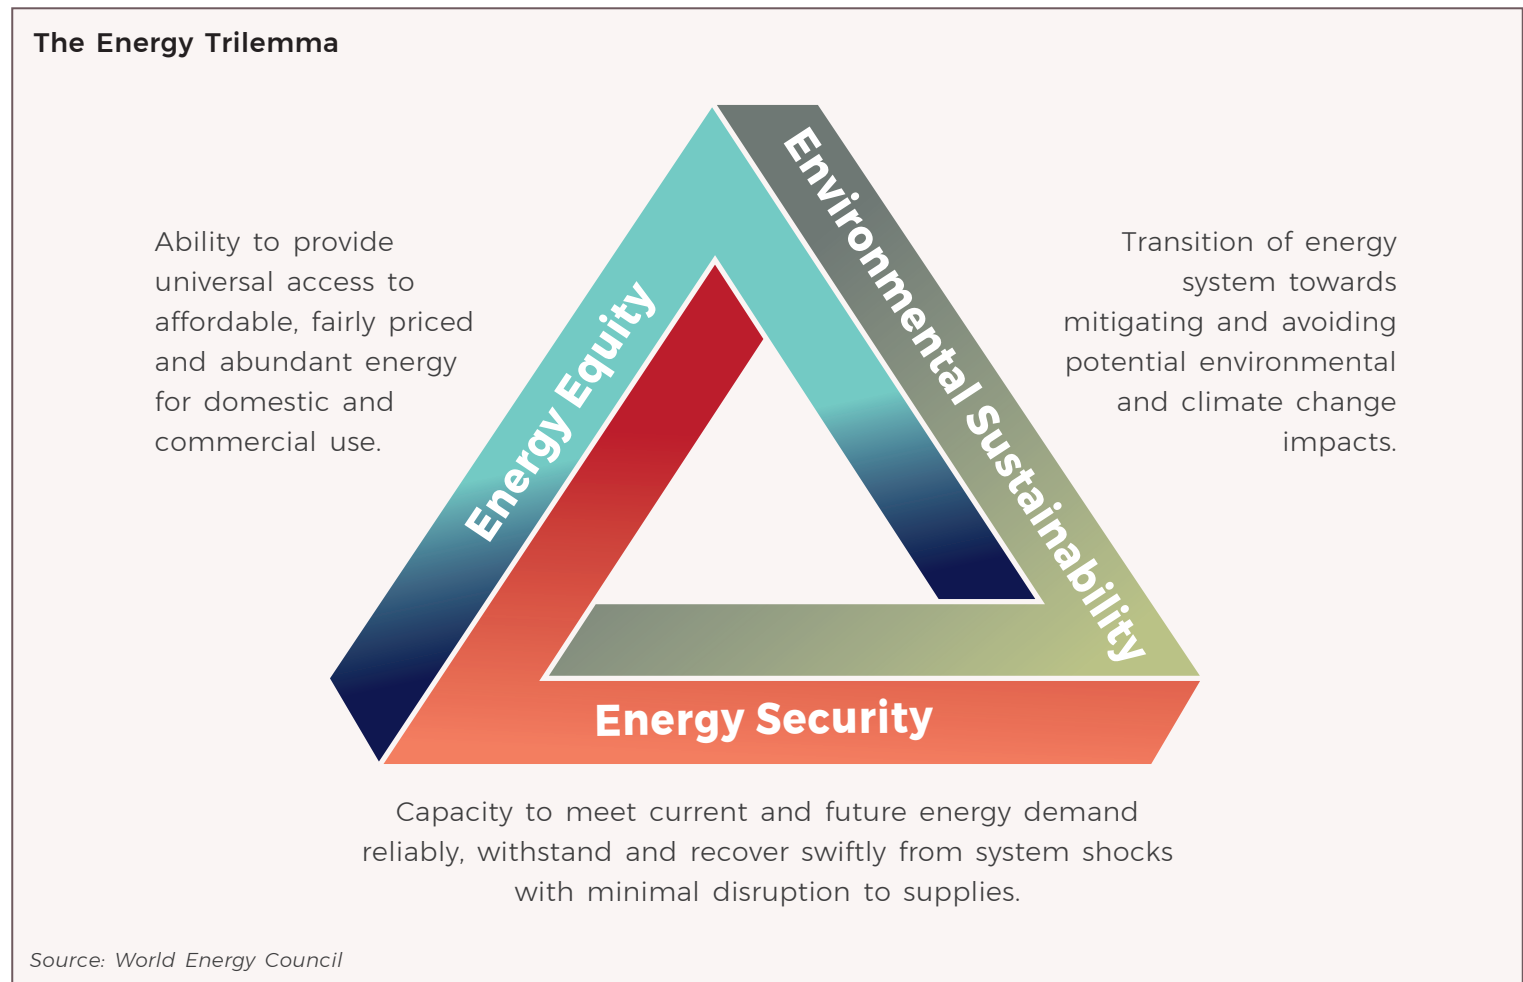 The Energy Trilemma
Ability to provide
universal access to
affordable, fairly priced
and abundant energy
for domestic and
commercial use.
Energy Equity
Environmental Sustainability
Transition of energy
system towards
mitigating and avoiding
potential environmental
and climate change
impacts.
Energy Security
Capacity to meet current and future energy demand
reliably, withstand and recover swiftly from system shocks
with minimal disruption to supplies.
Source: World Energy Council